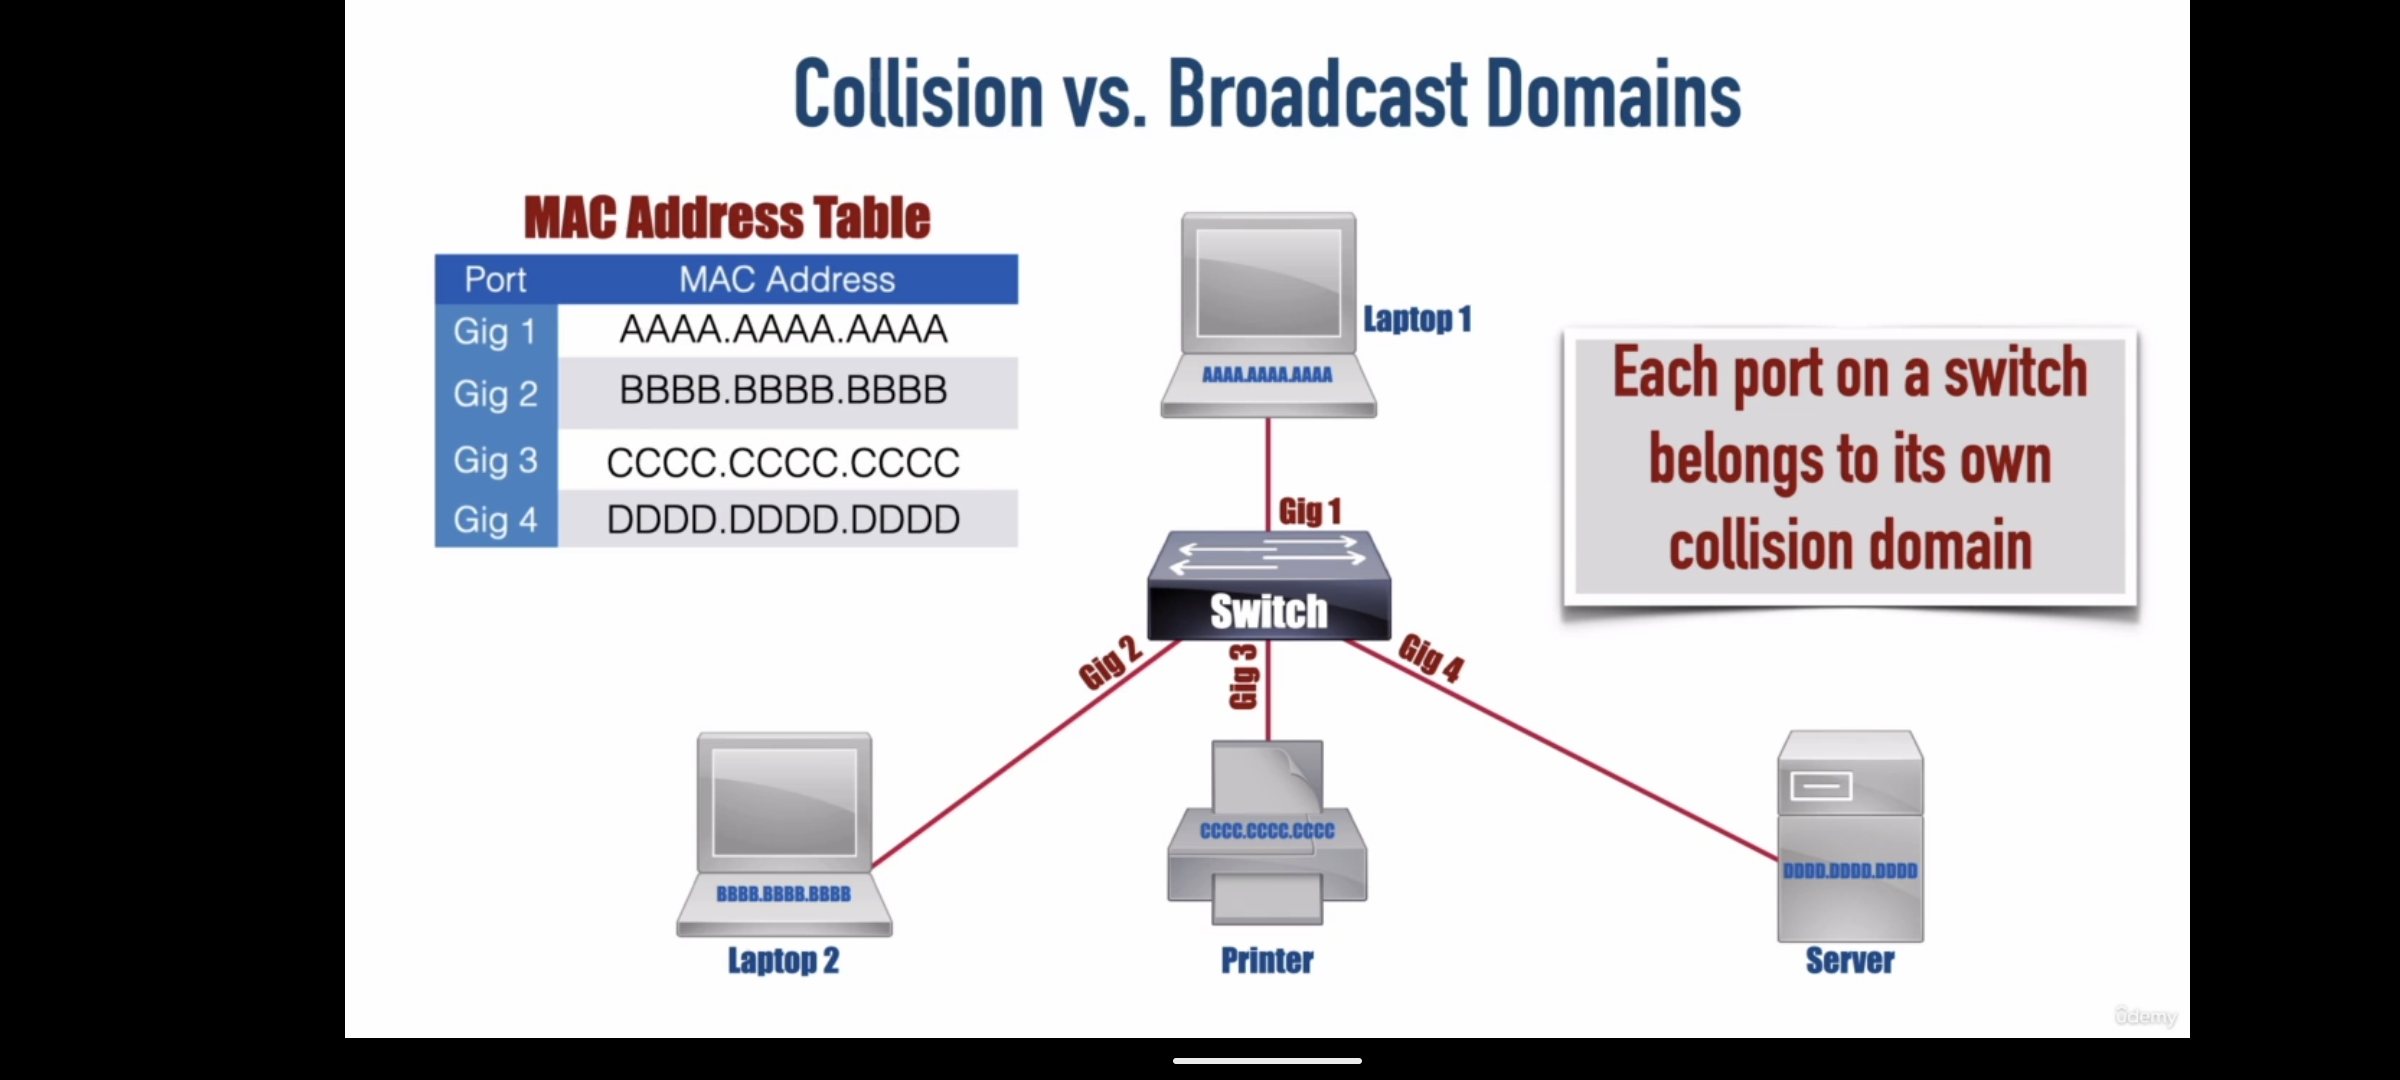 Collision vs. Broadcast Domains
MAC Address Table
Port MAC Address
Gig 1 AAAA.AAAA.AAAA
Gig 2 BBBB.BBBB.BBBB
Gig 3 CCCC.CCCC.CCCC
Gig 4 DDDD.DDDD.DDDD
Laptop 1
AAAA.AAAA.AAAA
Each port on a switch
belongs to its own
collision domain
Gig 1
Switch
Gig 2
Gig 3
Gig 4
BBBB.BBBB.BBBB
Laptop 2
CCCC.CCCC.CCCC
Printer
DDDD.DDDD.DDDD
Server
ûdemy